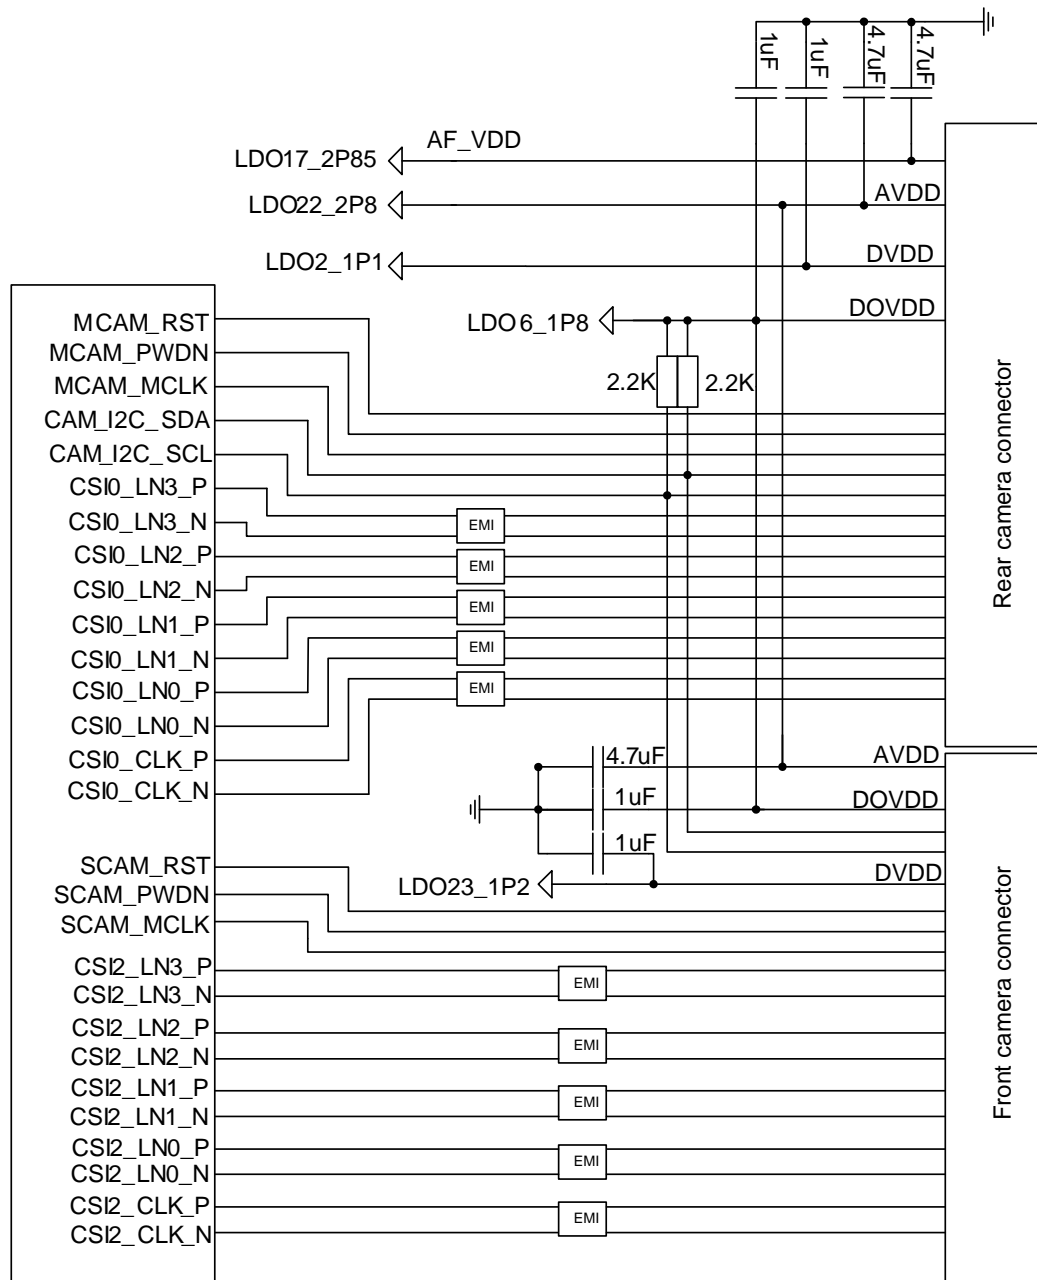 1uF
1uF
4.7uF
4.7uF
AF_VDD
LDO17_2P85
LDO22_2P8
AVDD
LDO2_1P1
DVDD
LDO6_1P8
DOVDD
2.2K
2.2K
Rear camera connector
MCAM_RST
MCAM_PWDN
MCAM_MCLK
CAM_I2C_SDA
CAM_I2C_SCL
CSI0_LN3_P
CSI0_LN3_N
CSI0_LN2_P
CSI0_LN2_N
CSI0_LN1_P
CSI0_LN1_N
CSI0_LN0_P
CSI0_LN0_N
CSI0_CLK_P
CSI0_CLK_N
EMI
EMI
EMI
EMI
EMI
4.7uF
AVDD
1uF
DOVDD
1uF
LDO23_1P2
DVDD
Front camera connector
SCAM_RST
SCAM_PWDN
SCAM_MCLK
CSI2_LN3_P
CSI2_LN3_N
CSI2_LN2_P
CSI2_LN2_N
CSI2_LN1_P
CSI2_LN1_N
CSI2_LN0_P
CSI2_LN0_N
CSI2_CLK_P
CSI2_CLK_N
EMI
EMI
EMI
EMI
EMI